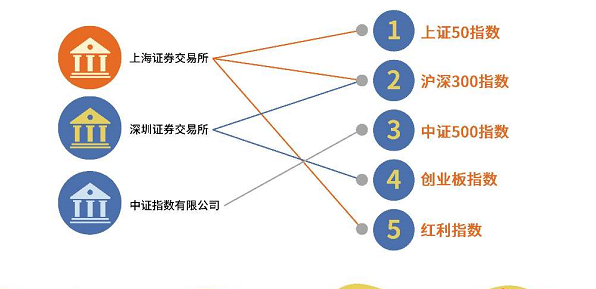 上海证券交易所
深圳证券交易所
中证指数有限公司
1 上证50指数
2 沪深300指数
3 中证500指数
4 创业板指数
5 红利指数